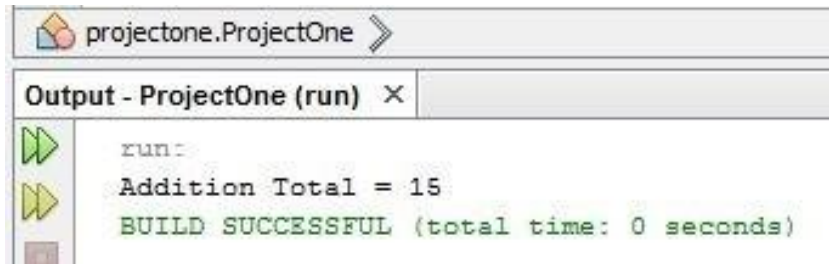 projectone.ProjectOne
Output - ProjectOne (run) ×
run:
Addition Total = 15
BUILD SUCCESSFUL (total time: 0 seconds)